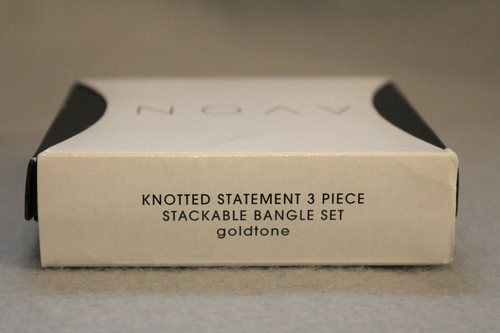 AVON
KNOTTED STATEMENT 3 PIECE
STACKABLE BANGLE SET
goldtone